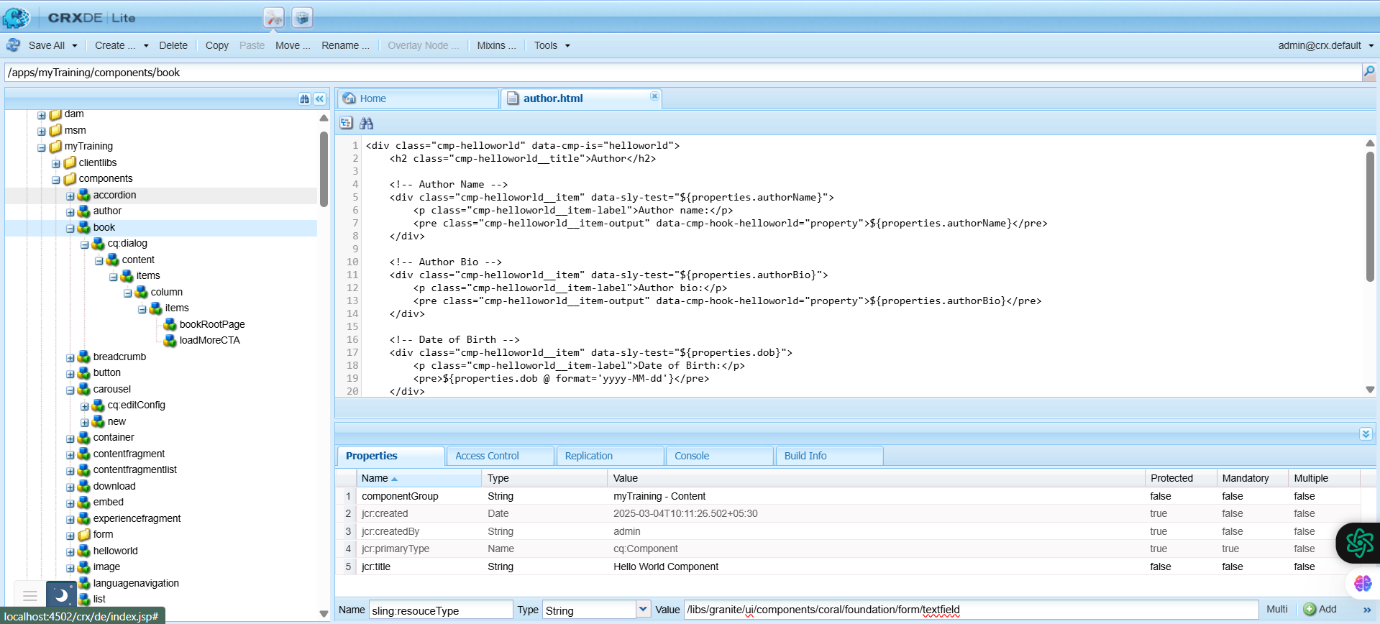 CRXDE | Lite
Save All Create ... Delete Copy Paste Move ... Rename ... Overlay Node ... Mixins ... Tools admin@crx.default
/apps/myTraining/components/book
dam
msm
myTraining
clientlibs
components
accordion
author
book
cq:dialog
content
items
column
items
bookRootPage
loadMoreCTA
breadcrumb
button
carousel
cq:editConfig
new
container
contentfragment
contentfragmentlist
download
embed
experiencefragment
form
helloworld
image
languagenavigation
list
localhost:4502/crx/de/index.jsp#
Home author.html
1 <div class="cmp-helloworld" data-cmp-is="helloworld">
2 <h2 class="cmp-helloworld__title">Author</h2>
3
4 <!-- Author Name -->
5 <div class="cmp-helloworld__item" data-sly-test="${properties.authorName}">
6 <p class="cmp-helloworld__item-label">Author name:</p>
7 <pre class="cmp-helloworld__item-output" data-cmp-hook-helloworld="property">${properties.authorName}</pre>
8 </div>
9
10 <!-- Author Bio -->
11 <div class="cmp-helloworld__item" data-sly-test="${properties.authorBio}">
12 <p class="cmp-helloworld__item-label">Author bio:</p>
13 <pre class="cmp-helloworld__item-output" data-cmp-hook-helloworld="property">${properties.authorBio}</pre>
14 </div>
15
16 <!-- Date of Birth -->
17 <div class="cmp-helloworld__item" data-sly-test="${properties.dob}">
18 <p class="cmp-helloworld__item-label">Date of Birth:</p>
19 <pre>${properties.dob @ format='yyyy-MM-dd'}</pre>
20 </div>
Properties Access Control Replication Console Build Info
Name Type Value Protected Mandatory Multiple
1 componentGroup String myTraining - Content false false false
2 jcr:created Date 2025-03-04T10:11:26.502+05:30 true false false
3 jcr:createdBy String admin true false false
4 jcr:primaryType Name cq:Component true true false
5 jcr:title String Hello World Component false false false
Name sling:resouceType Type String Value /libs/granite/ui/components/coral/foundation/form/textfield Multi Add »